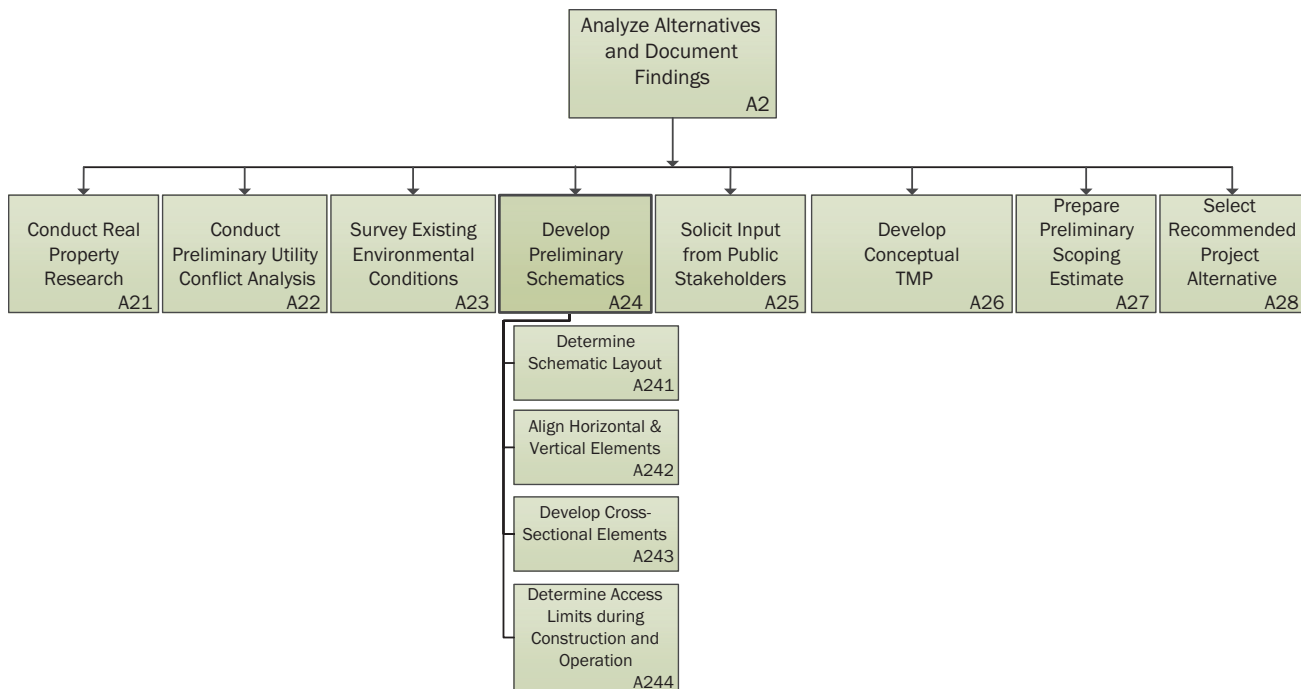 Analyze Alternatives
and Document
Findings
A2
Conduct Real
Property
Research
A21
Conduct
Preliminary Utility
Conflict Analysis
A22
Survey Existing
Environmental
Conditions
A23
Develop
Preliminary
Schematics
A24
Solicit Input
from Public
Stakeholders
A25
Develop
Conceptual
TMP
A26
Prepare
Preliminary
Scoping
Estimate
A27
Select
Recommended
Project
Alternative
A28
Determine
Schematic Layout
A241
Align Horizontal &
Vertical Elements
A242
Develop Cross-
Sectional Elements
A243
Determine Access
Limits during
Construction and
Operation
A244